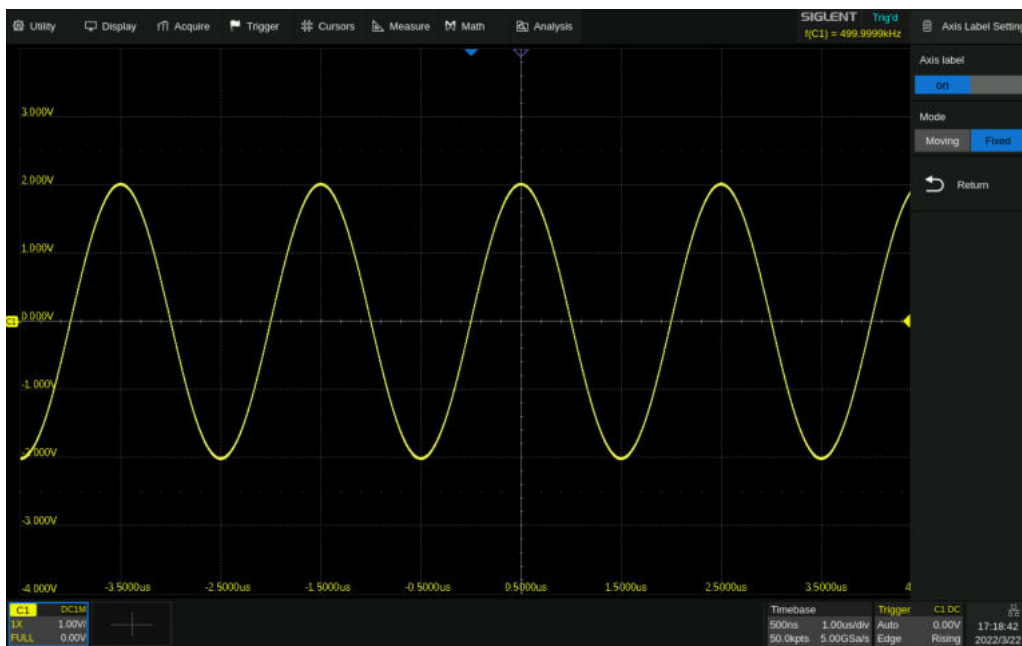 Utility Display Acquire Trigger Cursors Measure Math Analysis
SIGLENT Trig'd
f(C1) = 499.9999kHz
Axis Label Setting
Axis label
on
Mode
Moving Fixed
Return
3.000V
2.000V
1.000V
C1 0.000V
-1.000V
-2.000V
-3.000V
-4.000V -3.5000us -2.5000us -1.5000us -0.5000us 0.5000us 1.5000us 2.5000us 3.5000us 4
C1 DC1M
1X 1.00V/
FULL 0.00V
Timebase
500ns 1.00us/div
50.0kpts 5.00GSa/s
Trigger C1 DC
Auto 0.00V
Edge Rising
17:18:42
2022/3/22